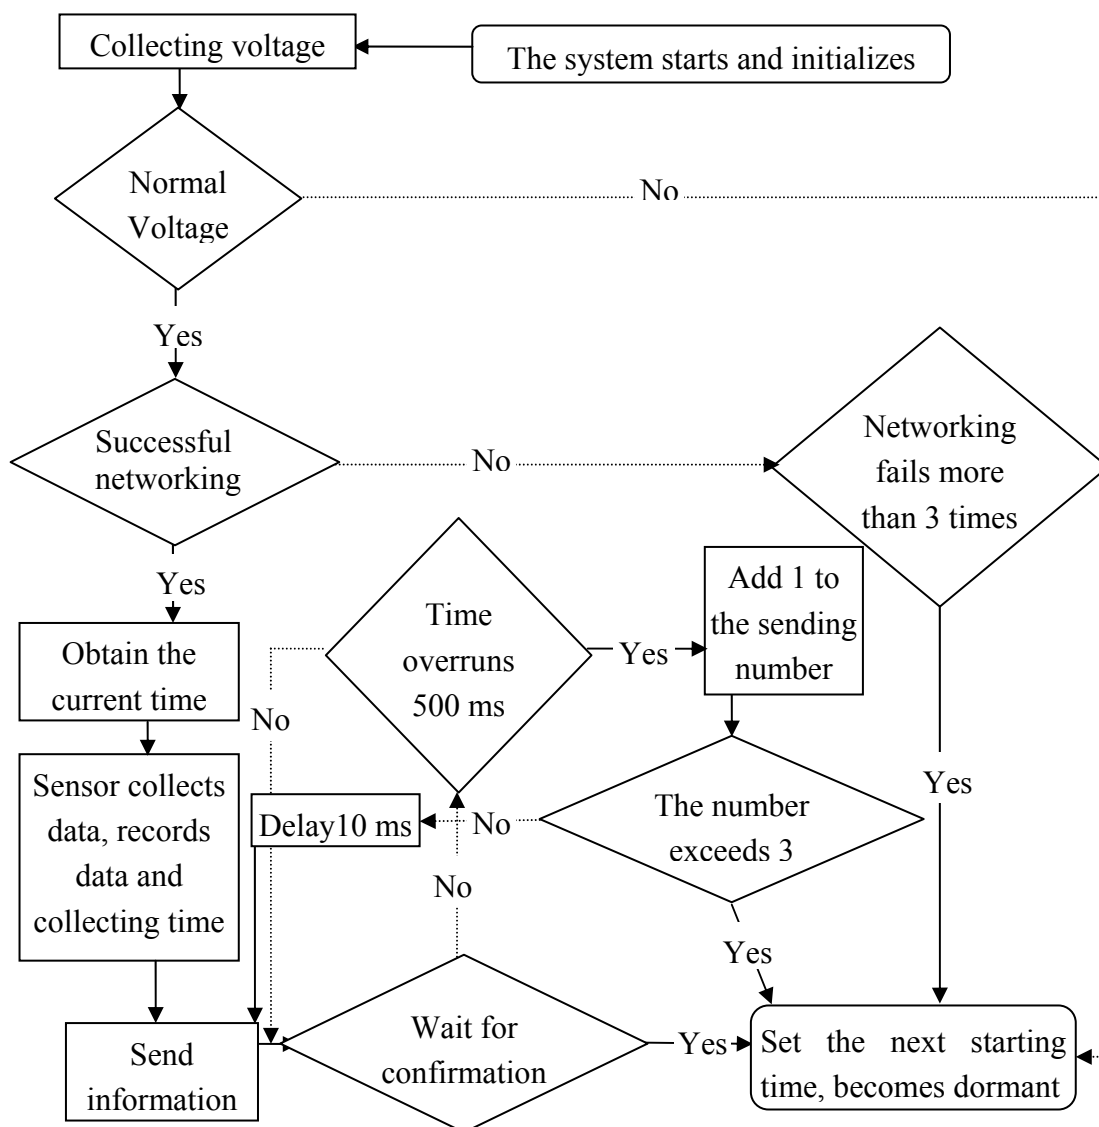 Collecting voltage
The system starts and initializes
Normal
Voltage
No
Yes
Successful
networking
No
Networking
fails more
than 3 times
Yes
Obtain the
current time
Time
overruns
500 ms
Yes
Add 1 to
the sending
number
No
Sensor collects
data, records
data and
collecting time
Delay10 ms
No
The number
exceeds 3
Yes
No
Yes
Send
information
Wait for
confirmation
Yes
Set the next starting
time, becomes dormant